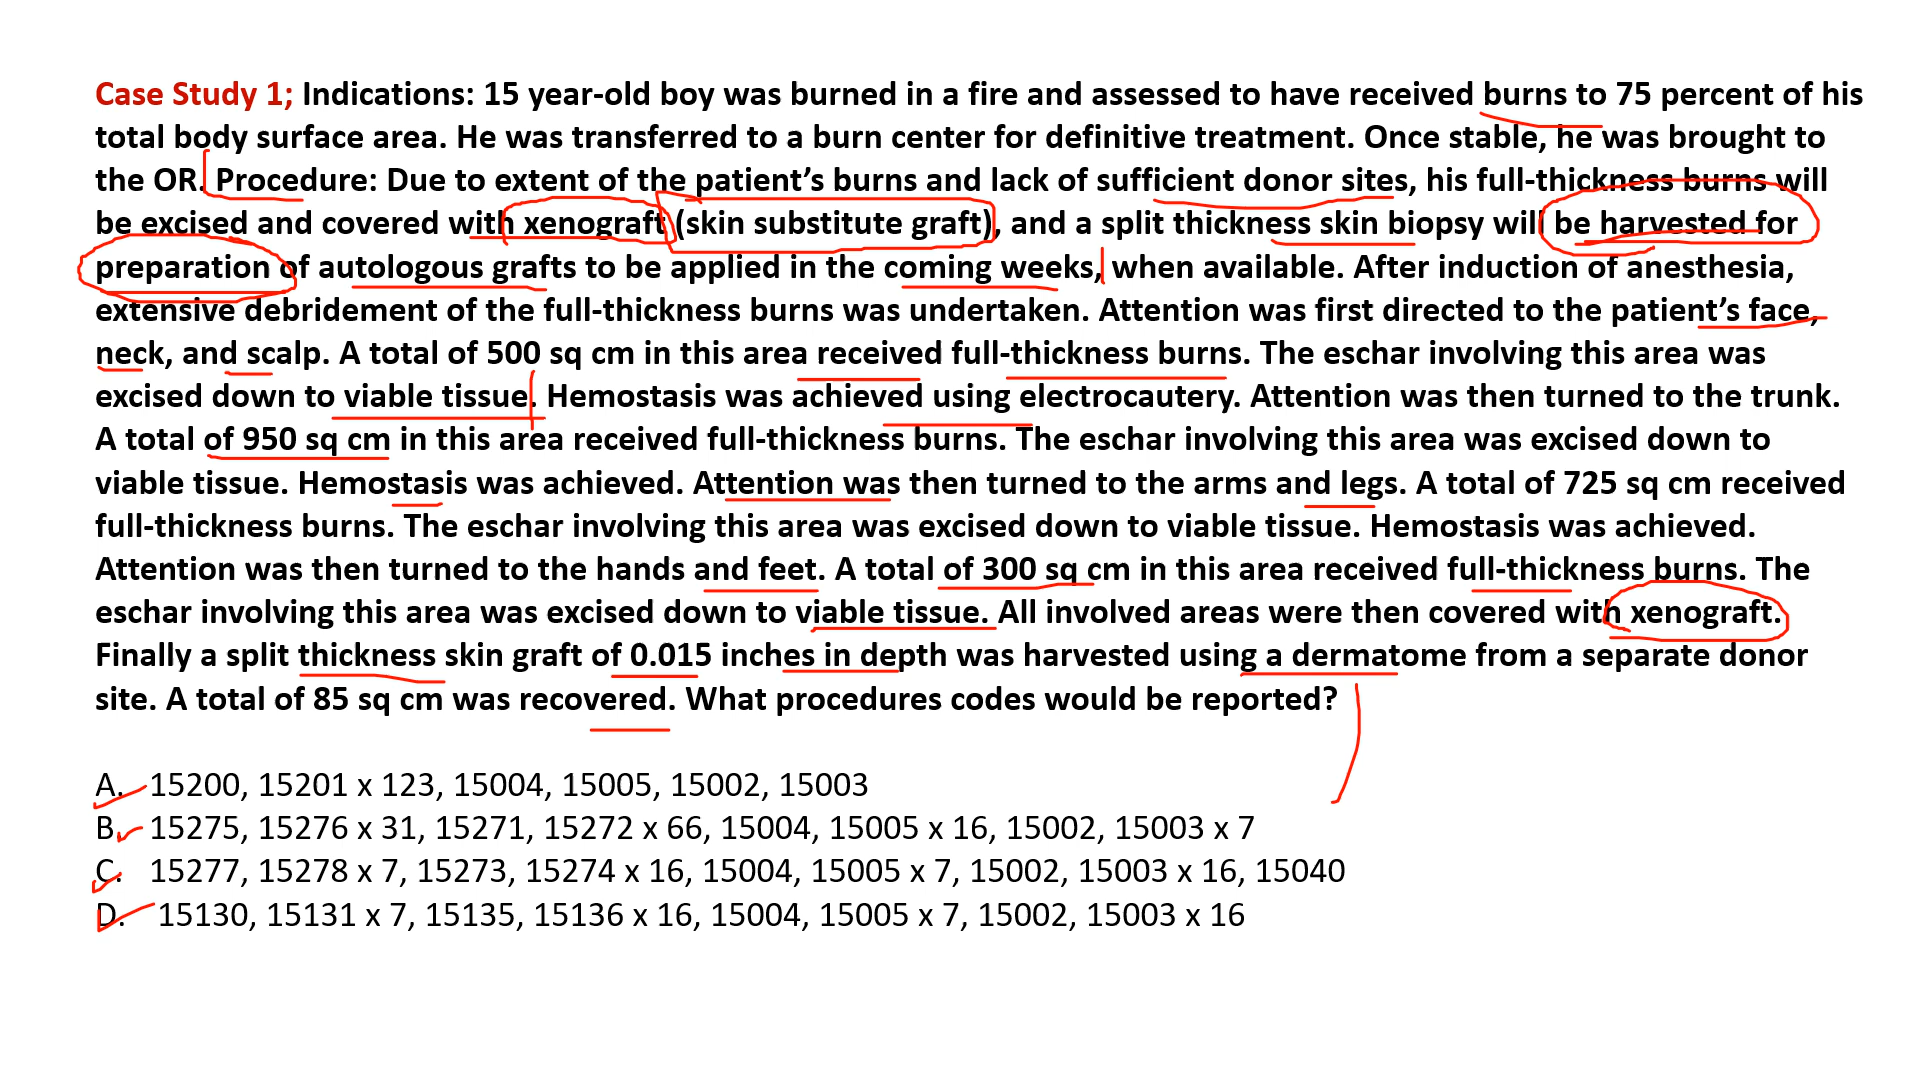 Case Study 1; Indications: 15 year-old boy was burned in a fire and assessed to have received burns to 75 percent of his
total body surface area. He was transferred to a burn center for definitive treatment. Once stable, he was brought to
the OR. Procedure: Due to extent of the patient’s burns and lack of sufficient donor sites, his full-thickness burns will
be excised and covered with xenograft (skin substitute graft), and a split thickness skin biopsy will be harvested for
preparation of autologous grafts to be applied in the coming weeks, when available. After induction of anesthesia,
extensive debridement of the full-thickness burns was undertaken. Attention was first directed to the patient’s face,
neck, and scalp. A total of 500 sq cm in this area received full-thickness burns. The eschar involving this area was
excised down to viable tissue. Hemostasis was achieved using electrocautery. Attention was then turned to the trunk.
A total of 950 sq cm in this area received full-thickness burns. The eschar involving this area was excised down to
viable tissue. Hemostasis was achieved. Attention was then turned to the arms and legs. A total of 725 sq cm received
full-thickness burns. The eschar involving this area was excised down to viable tissue. Hemostasis was achieved.
Attention was then turned to the hands and feet. A total of 300 sq cm in this area received full-thickness burns. The
eschar involving this area was excised down to viable tissue. All involved areas were then covered with xenograft.
Finally a split thickness skin graft of 0.015 inches in depth was harvested using a dermatome from a separate donor
site. A total of 85 sq cm was recovered. What procedures codes would be reported?
A. 15200, 15201 x 123, 15004, 15005, 15002, 15003
B. 15275, 15276 x 31, 15271, 15272 x 66, 15004, 15005 x 16, 15002, 15003 x 7
C. 15277, 15278 x 7, 15273, 15274 x 16, 15004, 15005 x 7, 15002, 15003 x 16, 15040
D. 15130, 15131 x 7, 15135, 15136 x 16, 15004, 15005 x 7, 15002, 15003 x 16